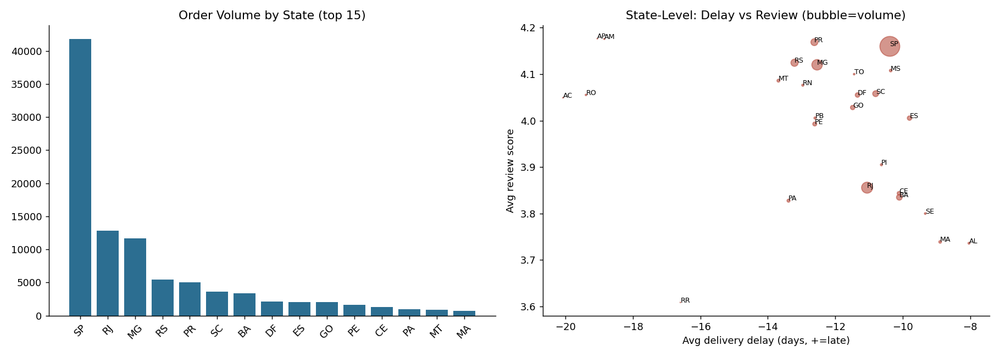 Order Volume by State (top 15)
40000
35000
30000
25000
20000
15000
10000
5000
0
SP
RJ
MG
RS
PR
SC
BA
DF
ES
GO
PE
CE
PA
MT
MA
State-Level: Delay vs Review (bubble=volume)
Avg review score
4.2
4.1
4.0
3.9
3.8
3.7
3.6
AP
AM
PR
SP
RS
MG
MS
TO
MT
RN
AC
RO
DF
SC
GO
PB
PE
ES
PI
RJ
CE
BA
PA
SE
MA
AL
RR
−20
−18
−16
−14
−12
−10
−8
Avg delivery delay (days, +=late)